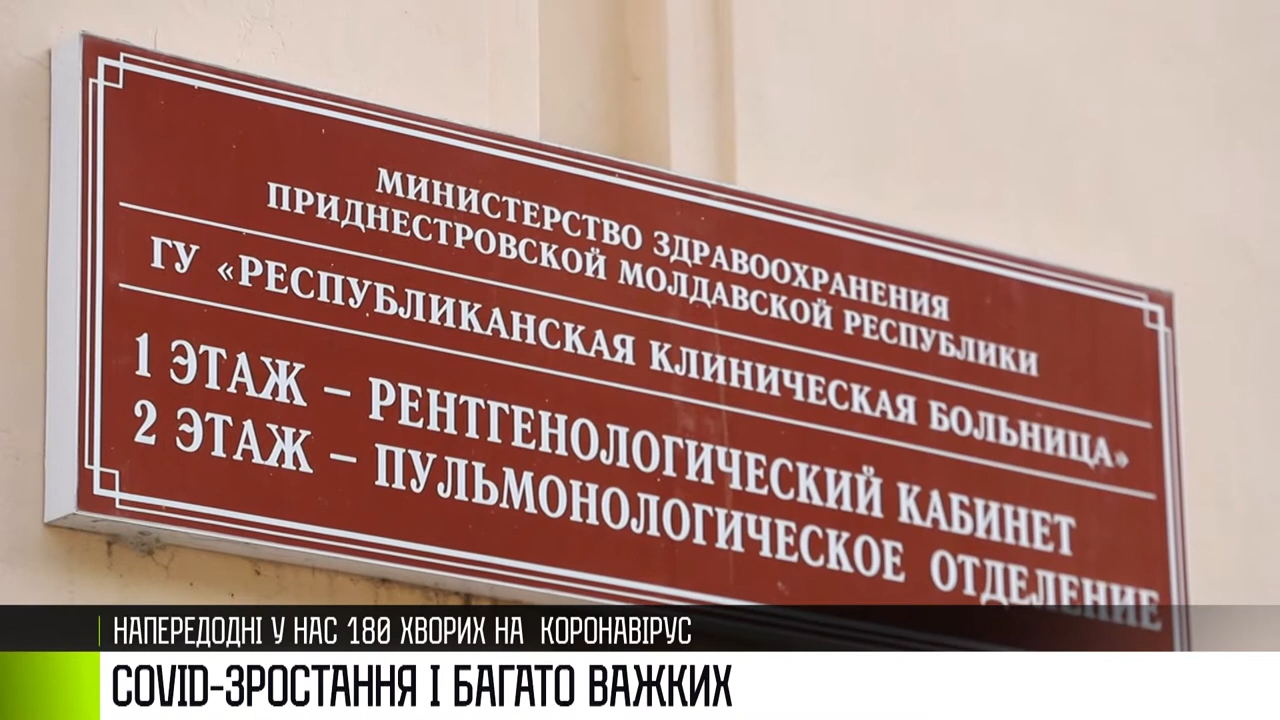 МИНИСТЕРСТВО ЗДРАВООХРАНЕНИЯ
ПРИДНЕСТРОВСКОЙ МОЛДАВСКОЙ РЕСПУБЛИКИ
ГУ «РЕСПУБЛИКАНСКАЯ КЛИНИЧЕСКАЯ БОЛЬНИЦА»
1 ЭТАЖ – РЕНТГЕНОЛОГИЧЕСКИЙ КАБИНЕТ
2 ЭТАЖ – ПУЛЬМОНОЛОГИЧЕСКОЕ ОТДЕЛЕНИЕ
НАПЕРЕДОДНІ У НАС 180 ХВОРИХ НА КОРОНАВІРУС
COVID-ЗРОСТАННЯ І БАГАТО ВАЖКИХ